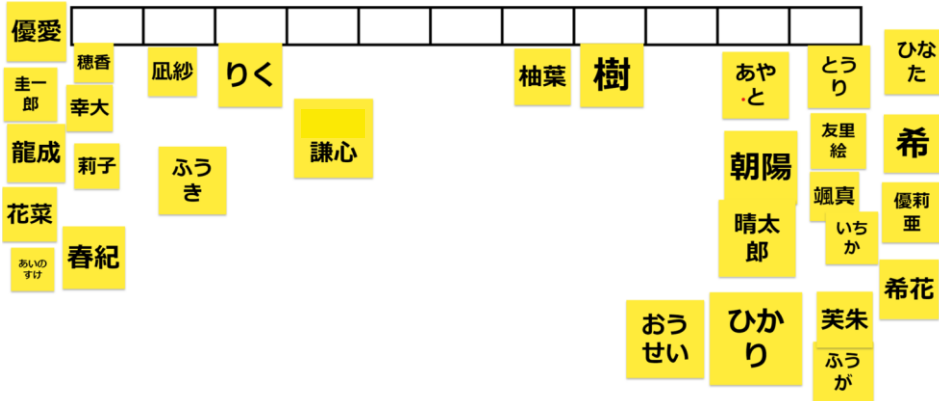 優愛
圭一
郎
龍成
花菜
あいの
すけ
穂香
幸大
莉子
春紀
凪紗
ふう
き
りく
謙心
柚葉
樹
おう
せい
あや
と
朝陽
晴太
郎
ひか
り
とう
り
友里
絵
颯真
いち
か
芙朱
ふう
が
ひな
た
希
優莉
亜
希花